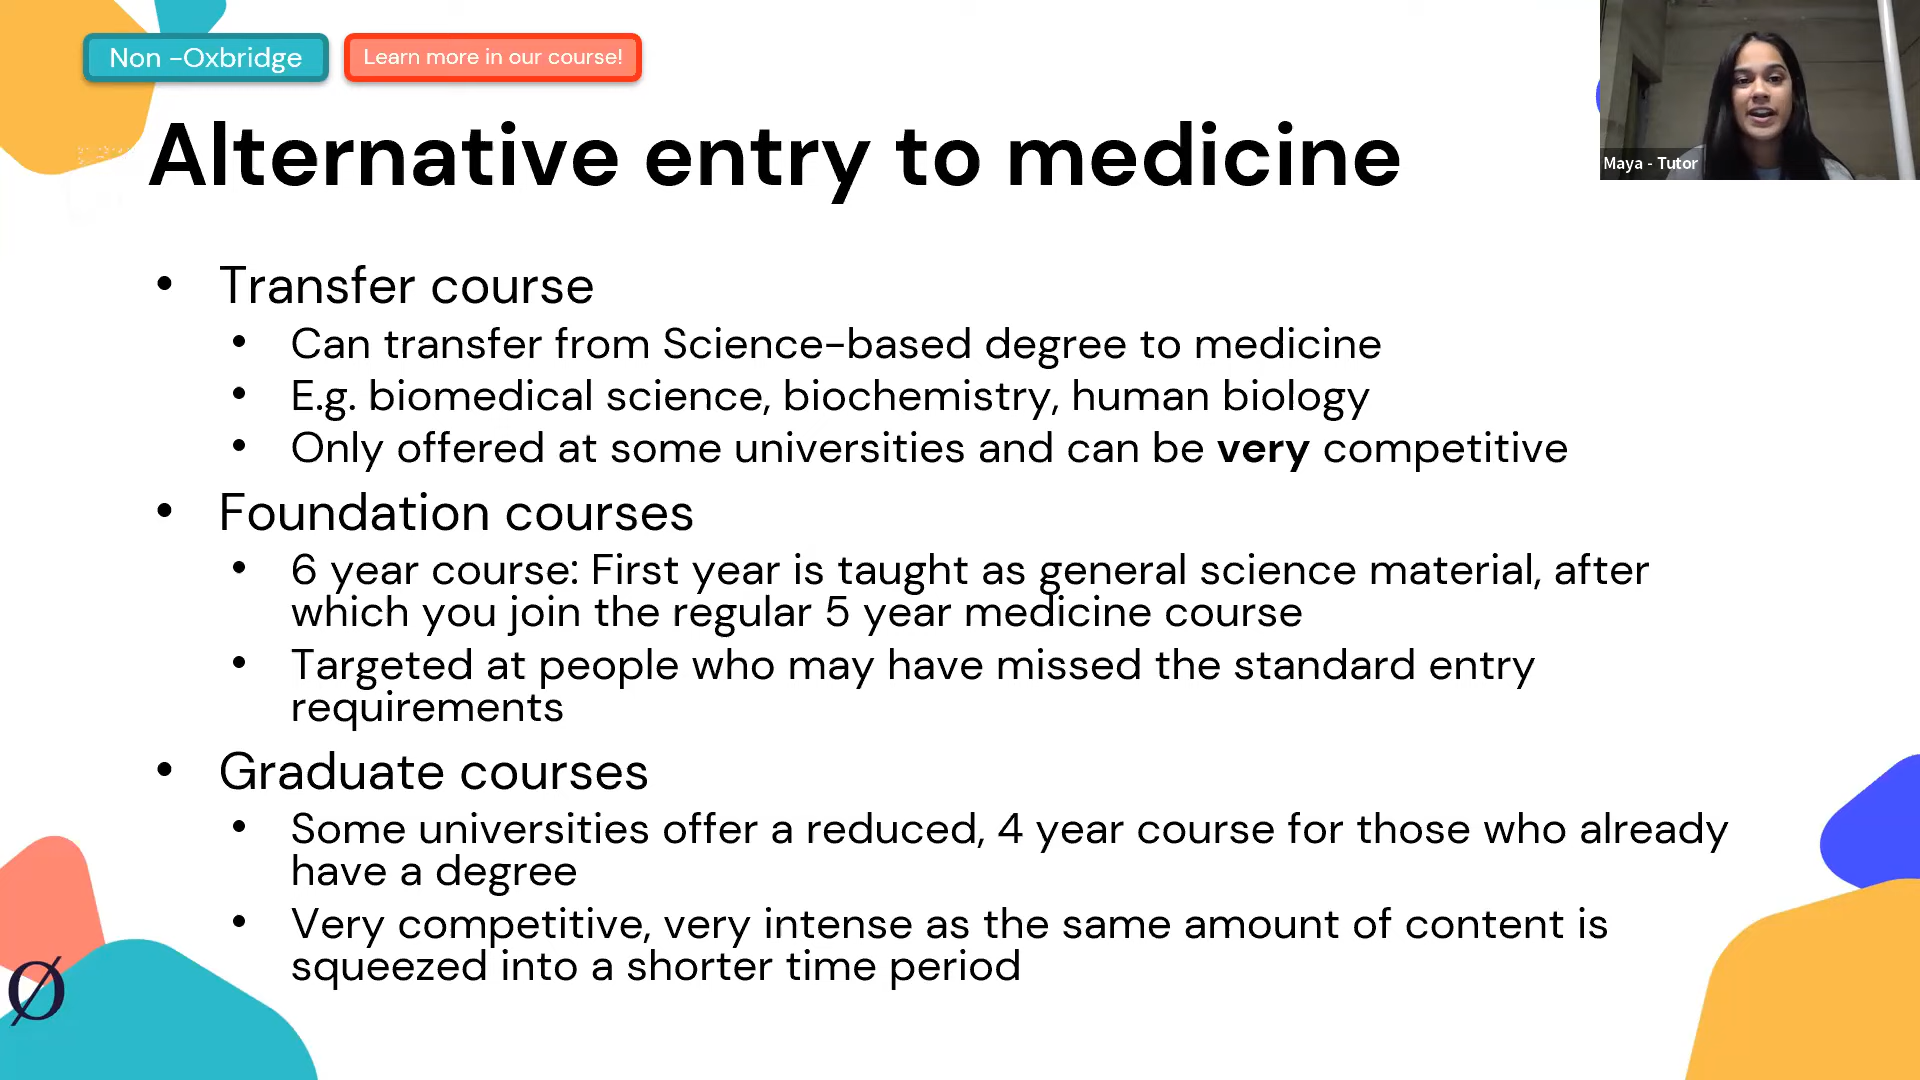 Non -Oxbridge
Learn more in our course!
Maya - Tutor
Alternative entry to medicine
• Transfer course
• Can transfer from Science-based degree to medicine
• E.g. biomedical science, biochemistry, human biology
• Only offered at some universities and can be very competitive
• Foundation courses
• 6 year course: First year is taught as general science material, after
which you join the regular 5 year medicine course
• Targeted at people who may have missed the standard entry
requirements
• Graduate courses
• Some universities offer a reduced, 4 year course for those who already
have a degree
• Very competitive, very intense as the same amount of content is
squeezed into a shorter time period
Ø